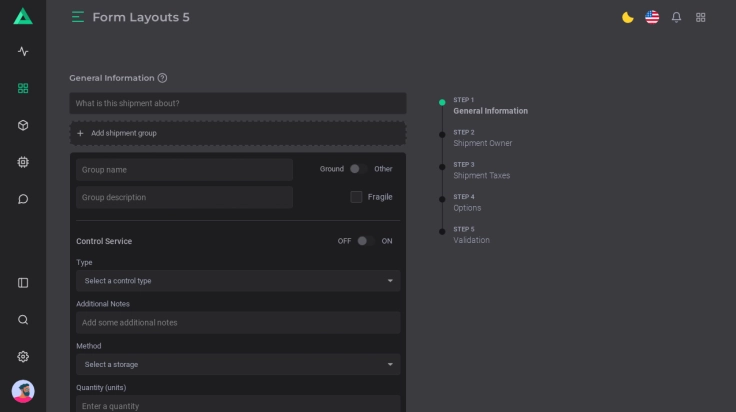 Form Layouts 5
General Information
What is this shipment about?
Add shipment group
Group name
Ground
Other
Group description
Fragile
Control Service
OFF
ON
Type
Select a control type
Additional Notes
Add some additional notes
Method
Select a storage
Quantity (units)
Enter a quantity
STEP 1
General Information
STEP 2
Shipment Owner
STEP 3
Shipment Taxes
STEP 4
Options
STEP 5
Validation